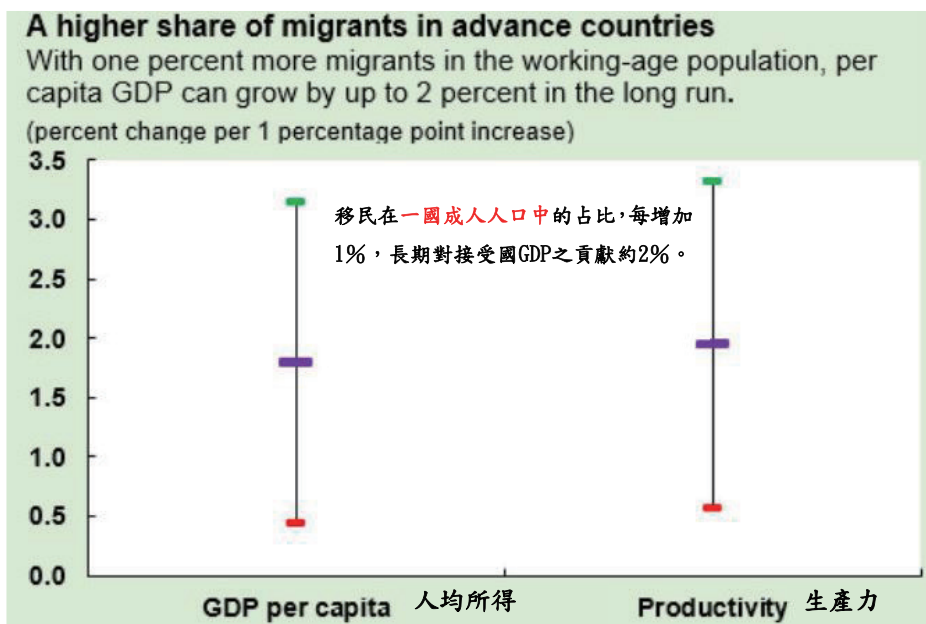 A higher share of migrants in advance countries
With one percent more migrants in the working-age population, per
capita GDP can grow by up to 2 percent in the long run.
(percent change per 1 percentage point increase)
3.5
3.0
2.5
2.0
1.5
1.0
0.5
0.0
移民在一國成人人口中的占比，每增加
1%，長期對接受國GDP之貢獻約2%。
GDP per capita 人均所得
Productivity 生產力